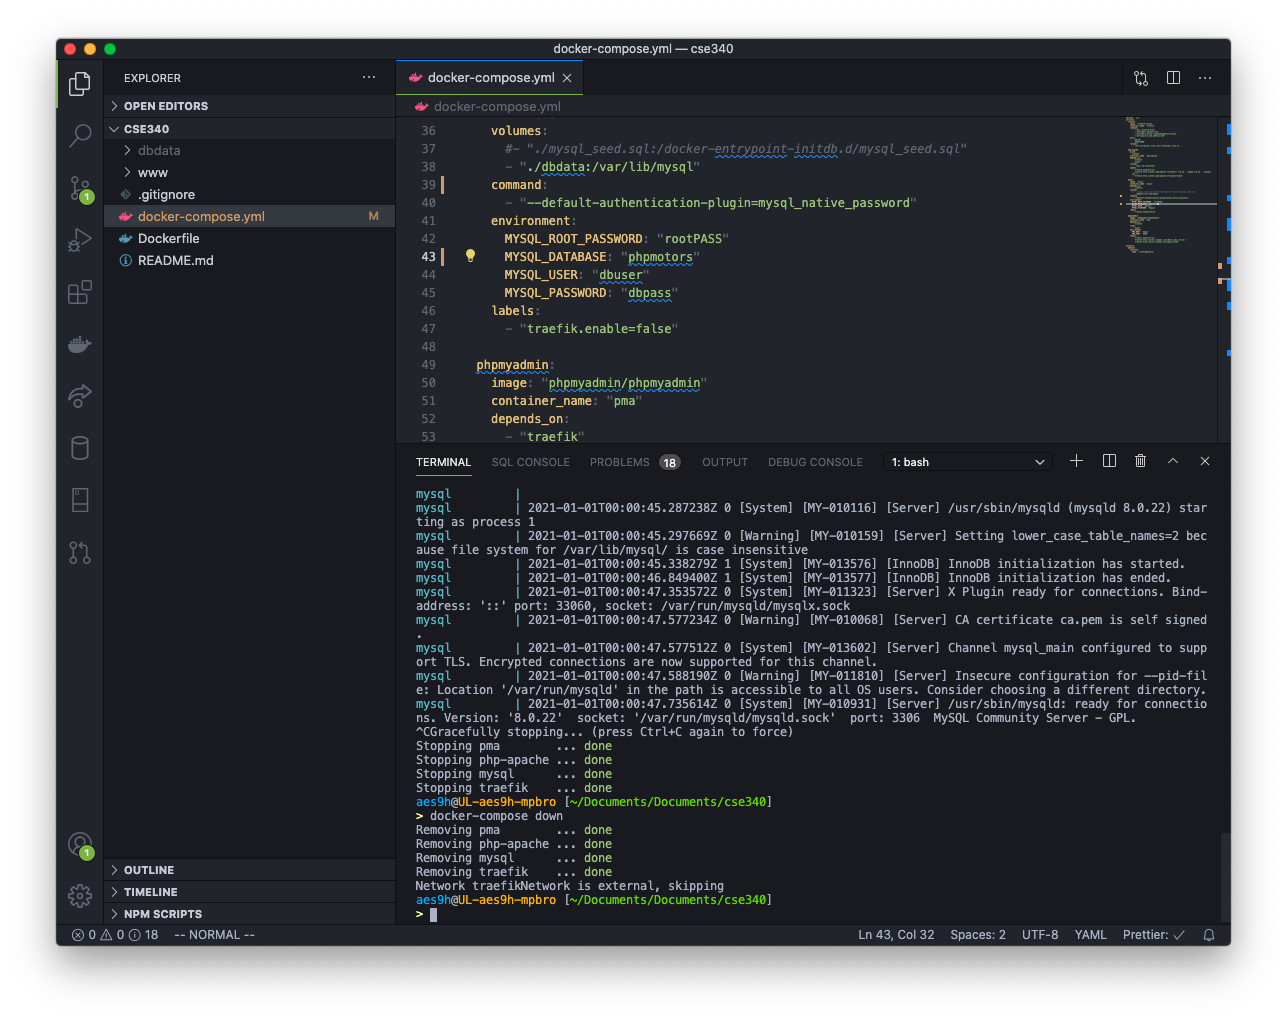 docker-compose.yml — cse340
EXPLORER
OPEN EDITORS
CSE340
dbdata
www
.gitignore
docker-compose.yml M
Dockerfile
README.md
OUTLINE
TIMELINE
NPM SCRIPTS
1
1
docker-compose.yml
docker-compose.yml
36 volumes:
37 #- "./mysql_seed.sql:/docker-entrypoint-initdb.d/mysql_seed.sql"
38 - "./dbdata:/var/lib/mysql"
39 command:
40 - "--default-authentication-plugin=mysql_native_password"
41 environment:
42 MYSQL_ROOT_PASSWORD: "rootPASS"
43 MYSQL_DATABASE: "phpmotors"
44 MYSQL_USER: "dbuser"
45 MYSQL_PASSWORD: "dbpass"
46 labels:
47 - "traefik.enable=false"
48
49 phpmyadmin:
50 image: "phpmyadmin/phpmyadmin"
51 container_name: "pma"
52 depends_on:
53 - "traefik"
TERMINAL SQL CONSOLE PROBLEMS 18 OUTPUT DEBUG CONSOLE 1: bash
mysql |
mysql | 2021-01-01T00:00:45.287238Z 0 [System] [MY-010116] [Server] /usr/sbin/mysqld (mysqld 8.0.22) star
ting as process 1
mysql | 2021-01-01T00:00:45.297669Z 0 [Warning] [MY-010159] [Server] Setting lower_case_table_names=2 bec
ause file system for /var/lib/mysql/ is case insensitive
mysql | 2021-01-01T00:00:45.338279Z 1 [System] [MY-013576] [InnoDB] InnoDB initialization has started.
mysql | 2021-01-01T00:00:46.849400Z 1 [System] [MY-013577] [InnoDB] InnoDB initialization has ended.
mysql | 2021-01-01T00:00:47.353572Z 0 [System] [MY-011323] [Server] X Plugin ready for connections. Bind-
address: '::' port: 33060, socket: /var/run/mysqld/mysqlx.sock
mysql | 2021-01-01T00:00:47.577234Z 0 [Warning] [MY-010068] [Server] CA certificate ca.pem is self signed
.
mysql | 2021-01-01T00:00:47.577512Z 0 [System] [MY-013602] [Server] Channel mysql_main configured to supp
ort TLS. Encrypted connections are now supported for this channel.
mysql | 2021-01-01T00:00:47.588190Z 0 [Warning] [MY-011810] [Server] Insecure configuration for --pid-fil
e: Location '/var/run/mysqld' in the path is accessible to all OS users. Consider choosing a different directory.
mysql | 2021-01-01T00:00:47.735614Z 0 [System] [MY-010931] [Server] /usr/sbin/mysqld: ready for connectio
ns. Version: '8.0.22'  socket: '/var/run/mysqld/mysqld.sock'  port: 3306  MySQL Community Server - GPL.
^CGracefully stopping... (press Ctrl+C again to force)
Stopping pma ... done
Stopping php-apache ... done
Stopping mysql ... done
Stopping traefik ... done
aes9h@UL-aes9h-mpbro [~/Documents/Documents/cse340]
> docker-compose down
Removing pma ... done
Removing php-apache ... done
Removing mysql ... done
Removing traefik ... done
Network traefikNetwork is external, skipping
aes9h@UL-aes9h-mpbro [~/Documents/Documents/cse340]
>
0 0 18 -- NORMAL -- Ln 43, Col 32 Spaces: 2 UTF-8 YAML Prettier: ✓